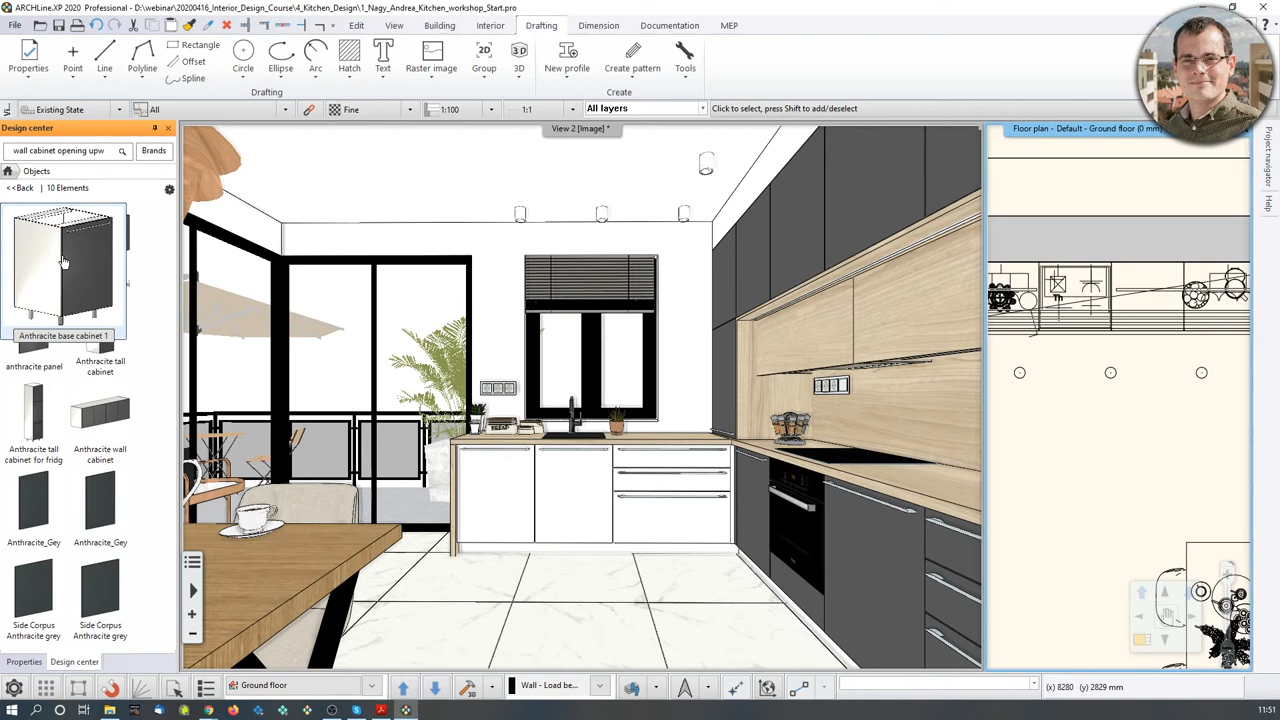 ARCHLine.XP 2020 Professional - D:\webinar\20200416_Interior_Design_Course\4_Kitchen_Design\1_Nagy_Andrea_Kitchen_workshop_Start.pro
File
Edit View Building Interior Drafting Dimension Documentation MEP
Properties Point Line Polyline Rectangle Offset Spline Circle Ellipse Arc Hatch Text Raster image Group 3D New profile Create pattern Tools
2D 3D
Drafting Create
Existing State All Fine 1:100 1:1 All layers Click to select, press Shift to add/deselect
Design center
View 2 [Image] *
Floor plan - Default - Ground floor (0 mm)
wall cabinet opening upw Brands
Objects
<<Back | 10 Elements
Anthracite base cabinet 1
anthracite panel
Anthracite tall cabinet
Anthracite tall cabinet for fridg
Anthracite wall cabinet
Anthracite_Gey
Anthracite_Gey
Side Corpus Anthracite grey
Side Corpus Anthracite grey
BREAD
Project navigator
Help
Properties Design center
Ground floor
Wall - Load be...
(x) 8280 (y) 2829 mm
11:51